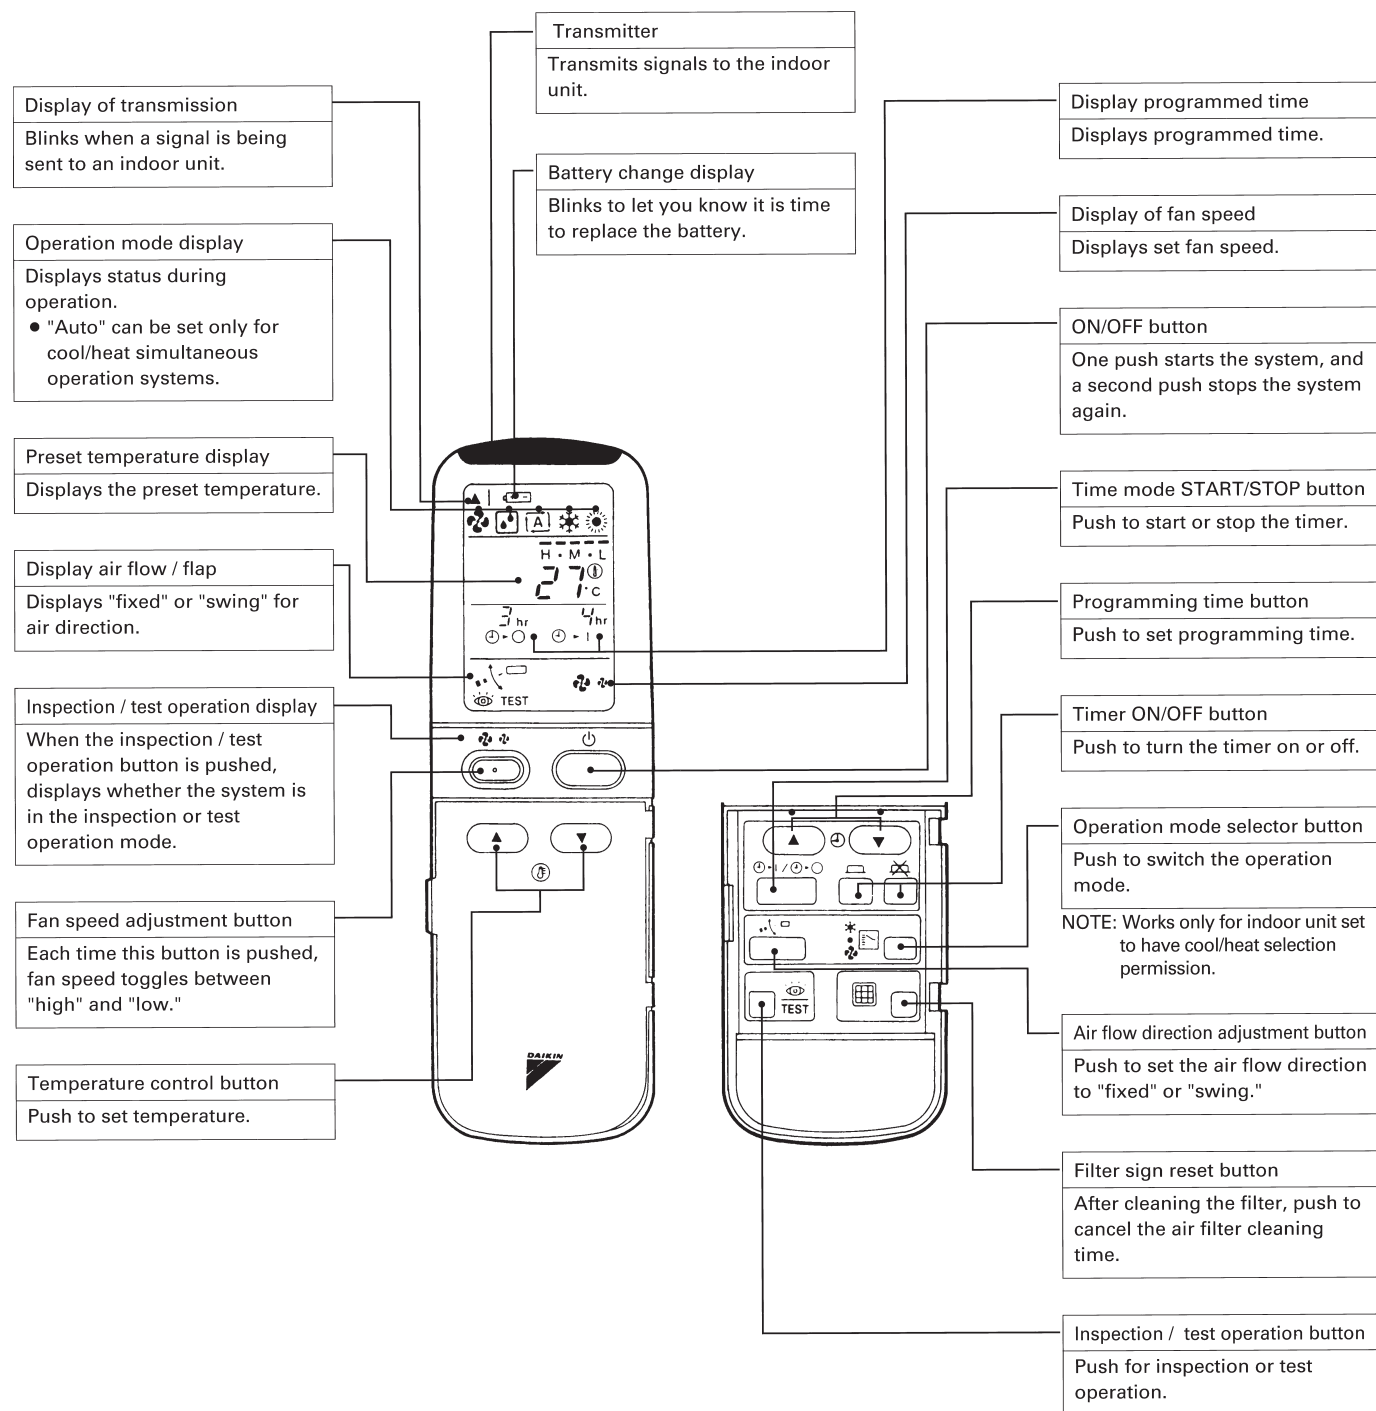 Transmitter
Transmits signals to the indoor
unit.
Display of transmission
Blinks when a signal is being
sent to an indoor unit.
Battery change display
Blinks to let you know it is time
to replace the battery.
Operation mode display
Displays status during
operation.
● "Auto" can be set only for
cool/heat simultaneous
operation systems.
Preset temperature display
Displays the preset temperature.
Display air flow / flap
Displays "fixed" or "swing" for
air direction.
Inspection / test operation display
When the inspection / test
operation button is pushed,
displays whether the system is
in the inspection or test
operation mode.
Fan speed adjustment button
Each time this button is pushed,
fan speed toggles between
"high" and "low."
Temperature control button
Push to set temperature.
A
H • M • L
27 °C
3 hr 4 hr
TEST
DAIKIN
TEST
Display programmed time
Displays programmed time.
Display of fan speed
Displays set fan speed.
ON/OFF button
One push starts the system, and
a second push stops the system
again.
Time mode START/STOP button
Push to start or stop the timer.
Programming time button
Push to set programming time.
Timer ON/OFF button
Push to turn the timer on or off.
Operation mode selector button
Push to switch the operation
mode.
NOTE: Works only for indoor unit set
to have cool/heat selection
permission.
Air flow direction adjustment button
Push to set the air flow direction
to "fixed" or "swing."
Filter sign reset button
After cleaning the filter, push to
cancel the air filter cleaning
time.
Inspection / test operation button
Push for inspection or test
operation.